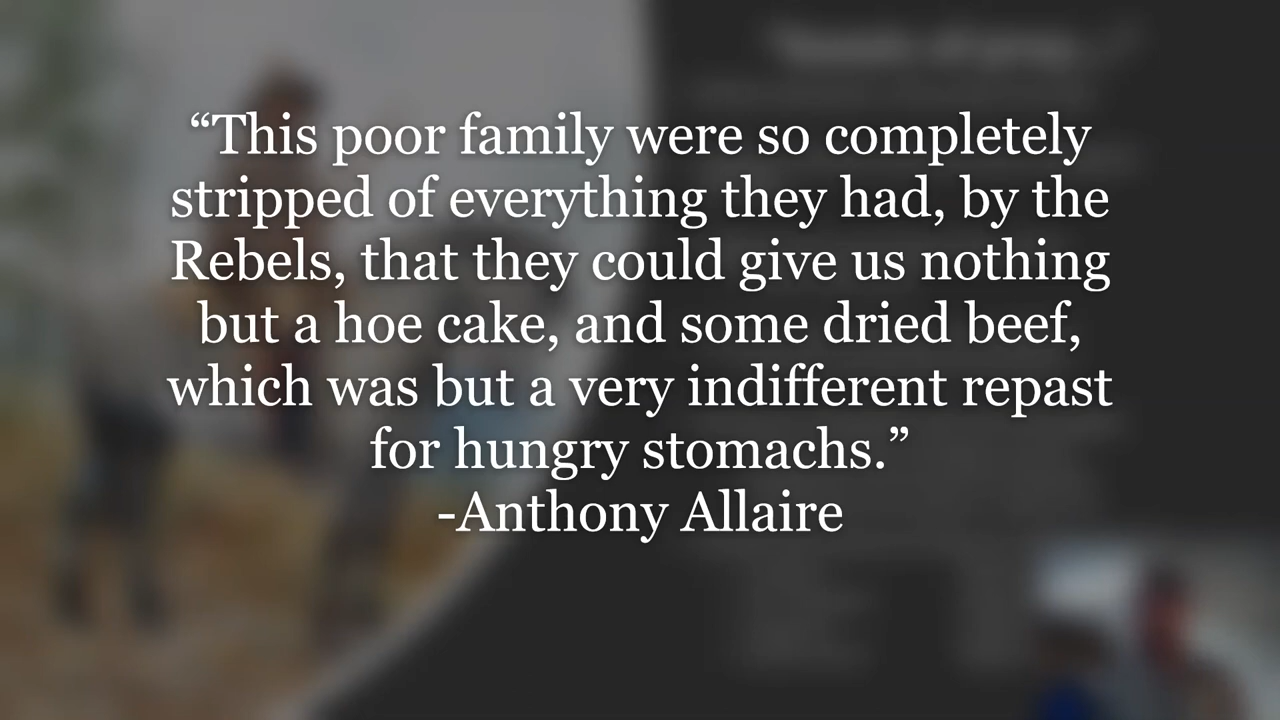 “This poor family were so completely
stripped of everything they had, by the
Rebels, that they could give us nothing
but a hoe cake, and some dried beef,
which was but a very indifferent repast
for hungry stomachs.”
-Anthony Allaire